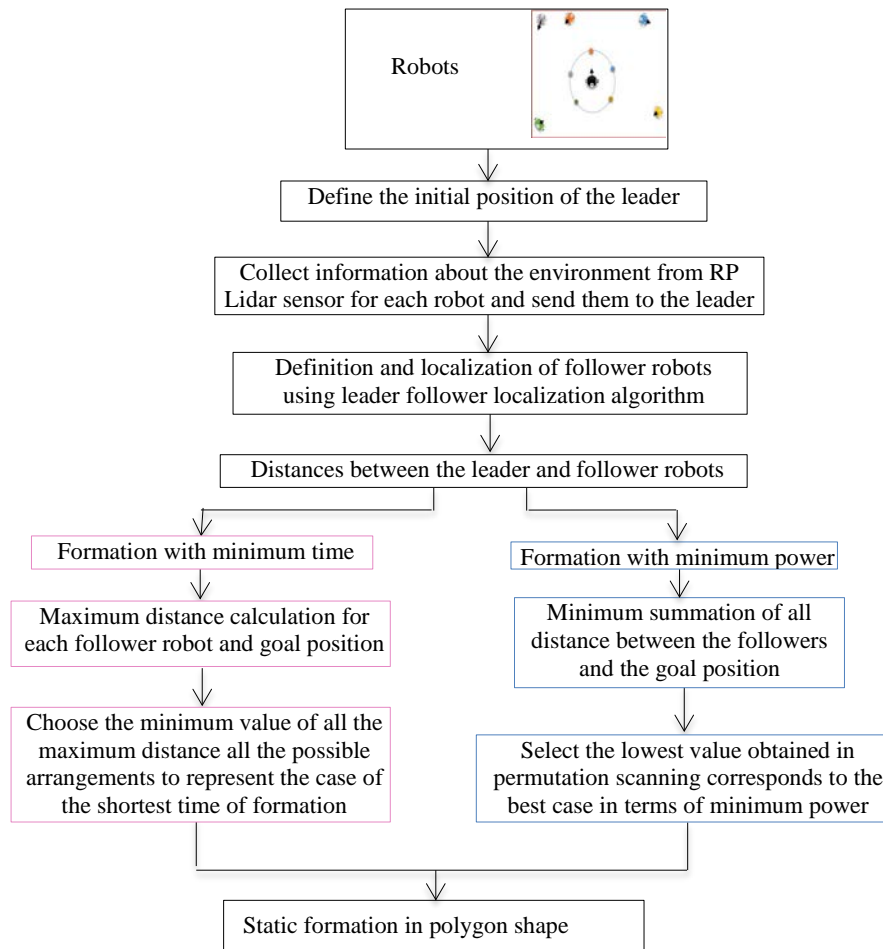 Robots
Define the initial position of the leader
Collect information about the environment from RP
Lidar sensor for each robot and send them to the leader
Definition and localization of follower robots
using leader follower localization algorithm
Distances between the leader and follower robots
Formation with minimum time
Maximum distance calculation for
each follower robot and goal position
Choose the minimum value of all the
maximum distance all the possible
arrangements to represent the case of
the shortest time of formation
Formation with minimum power
Minimum summation of all
distance between the followers
and the goal position
Select the lowest value obtained in
permutation scanning corresponds to the
best case in terms of minimum power
Static formation in polygon shape